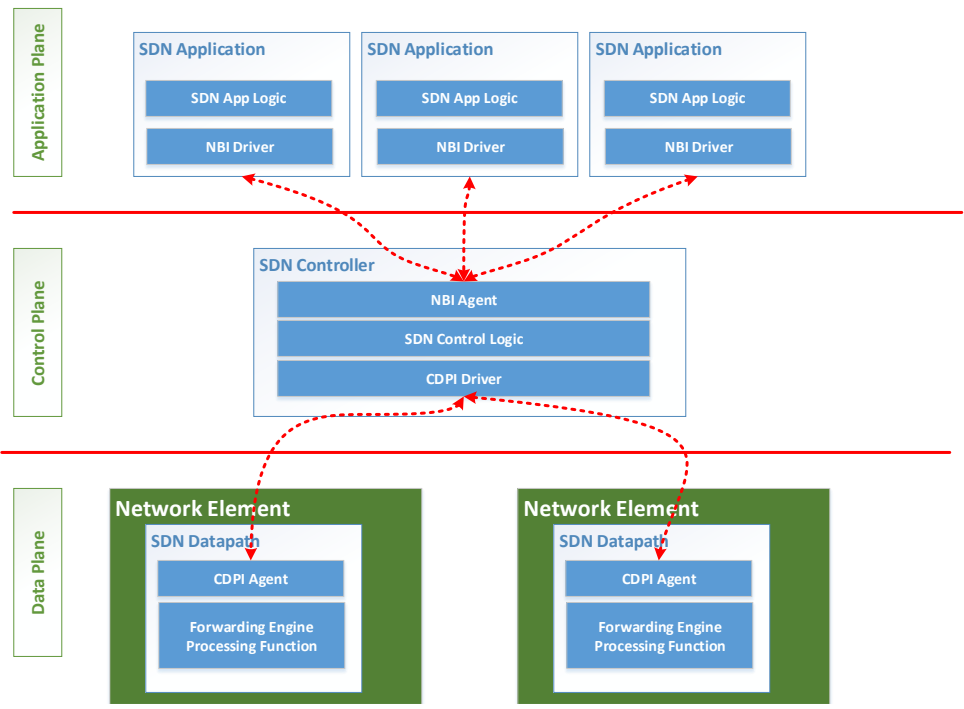 Application Plane
SDN Application
SDN App Logic
NBI Driver
SDN Application
SDN App Logic
NBI Driver
SDN Application
SDN App Logic
NBI Driver
Control Plane
SDN Controller
NBI Agent
SDN Control Logic
CDPI Driver
Data Plane
Network Element
SDN Datapath
CDPI Agent
Forwarding Engine
Processing Function
Network Element
SDN Datapath
CDPI Agent
Forwarding Engine
Processing Function